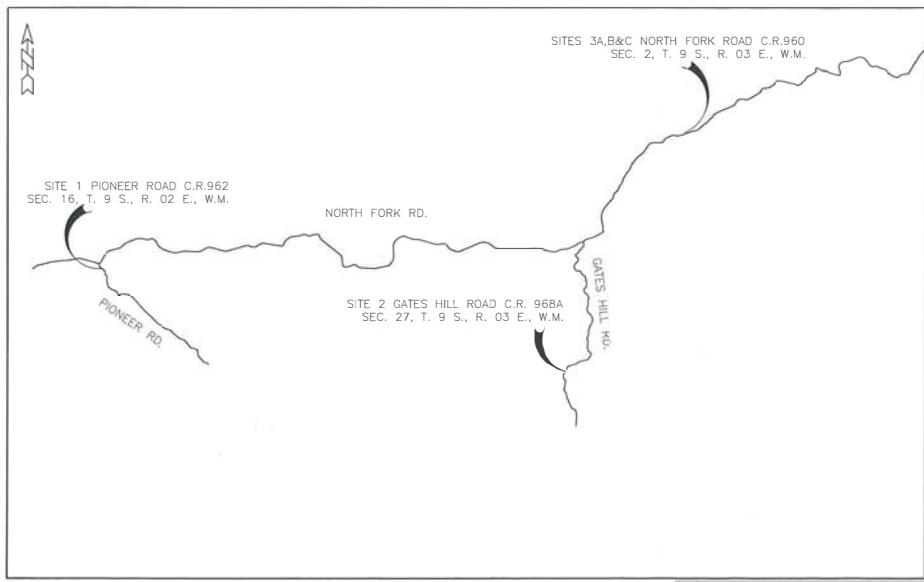 N
SITES 3A,B&C NORTH FORK ROAD C.R.960
SEC. 2, T. 9 S., R. 03 E., W.M.
SITE 1 PIONEER ROAD C.R.962
SEC. 16, T. 9 S., R. 02 E., W.M.
NORTH FORK RD.
GATES HILL RD.
PIONEER RD.
SITE 2 GATES HILL ROAD C.R. 968A
SEC. 27, T. 9 S., R. 03 E., W.M.